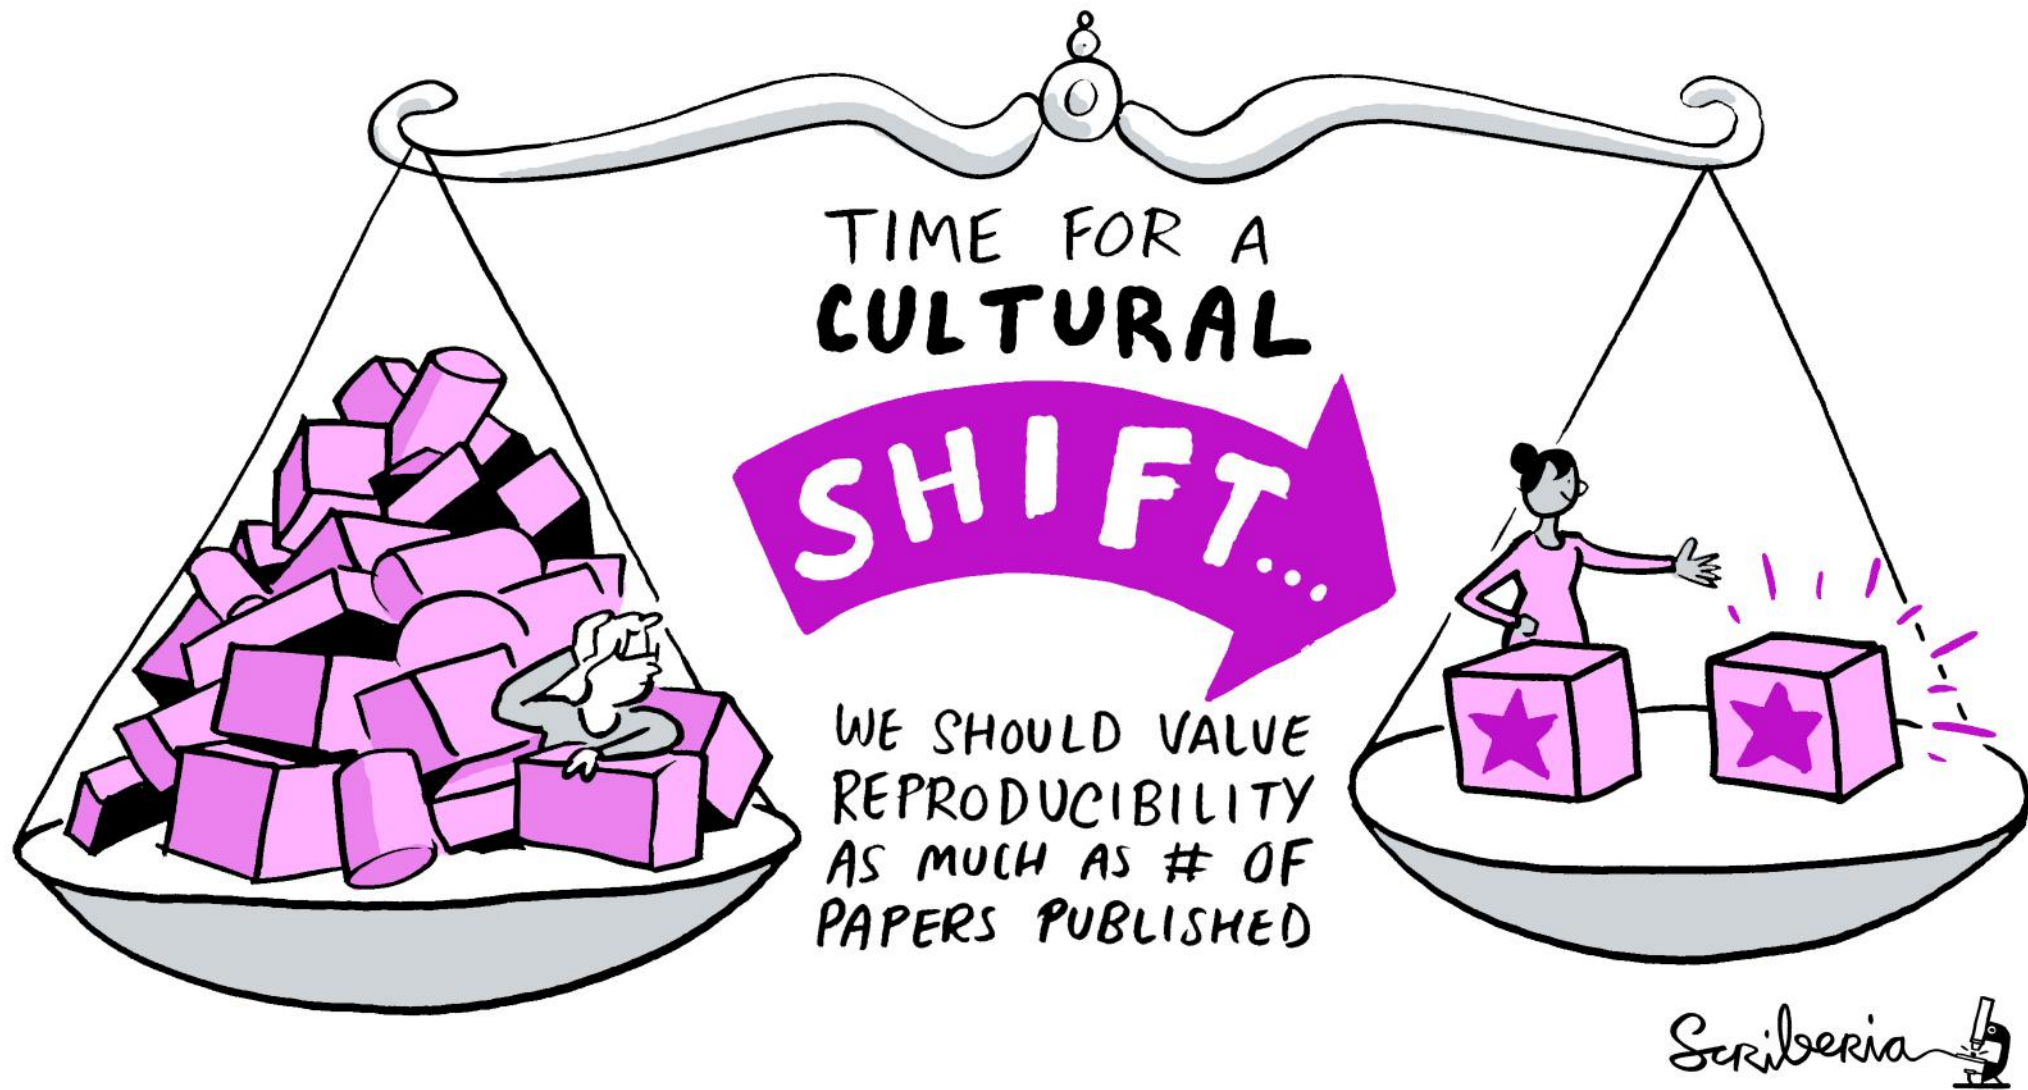 TIME FOR A
CULTURAL
SHIFT...
WE SHOULD VALUE
REPRODUCIBILITY
AS MUCH AS # OF
PAPERS PUBLISHED
Scriberia